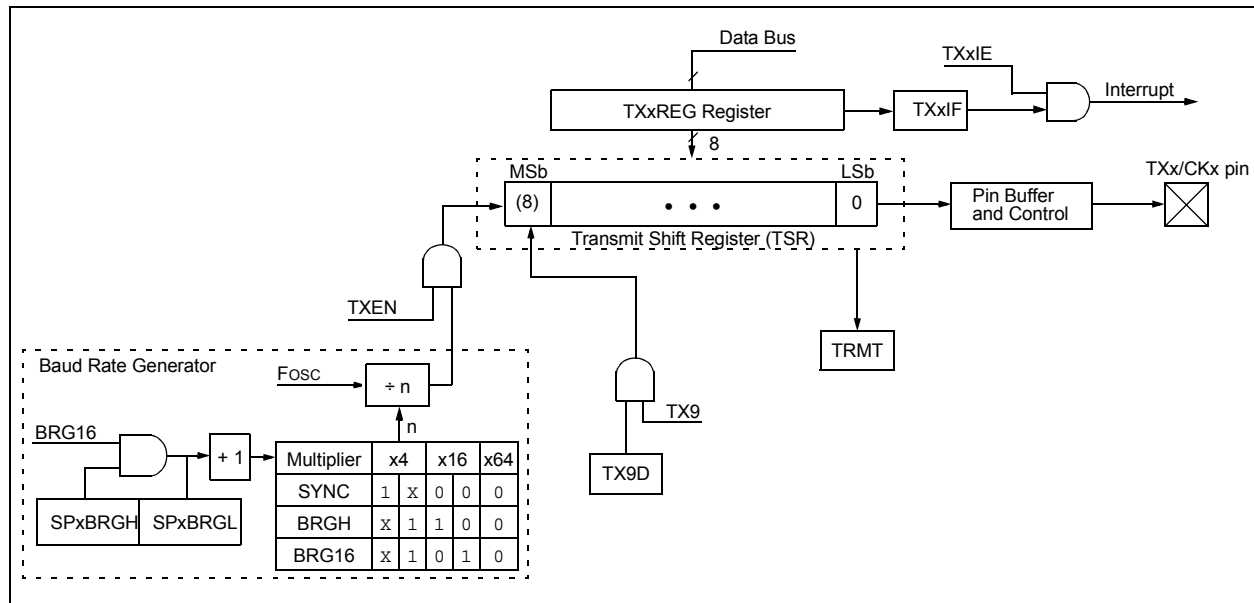 Data Bus
TXxIE
Interrupt
TXxREG Register
TXxIF
8
MSb
LSb
TXx/CKx pin
(8)
• • •
0
Pin Buffer
and Control
Transmit Shift Register (TSR)
TXEN
TRMT
Baud Rate Generator
FOSC
÷ n
TX9
n
BRG16
+ 1
Multiplier x4 x16 x64
TX9D
SYNC 1 X 0 0 0
SPxBRGH SPxBRGL
BRGH X 1 1 0 0
BRG16 X 1 0 1 0